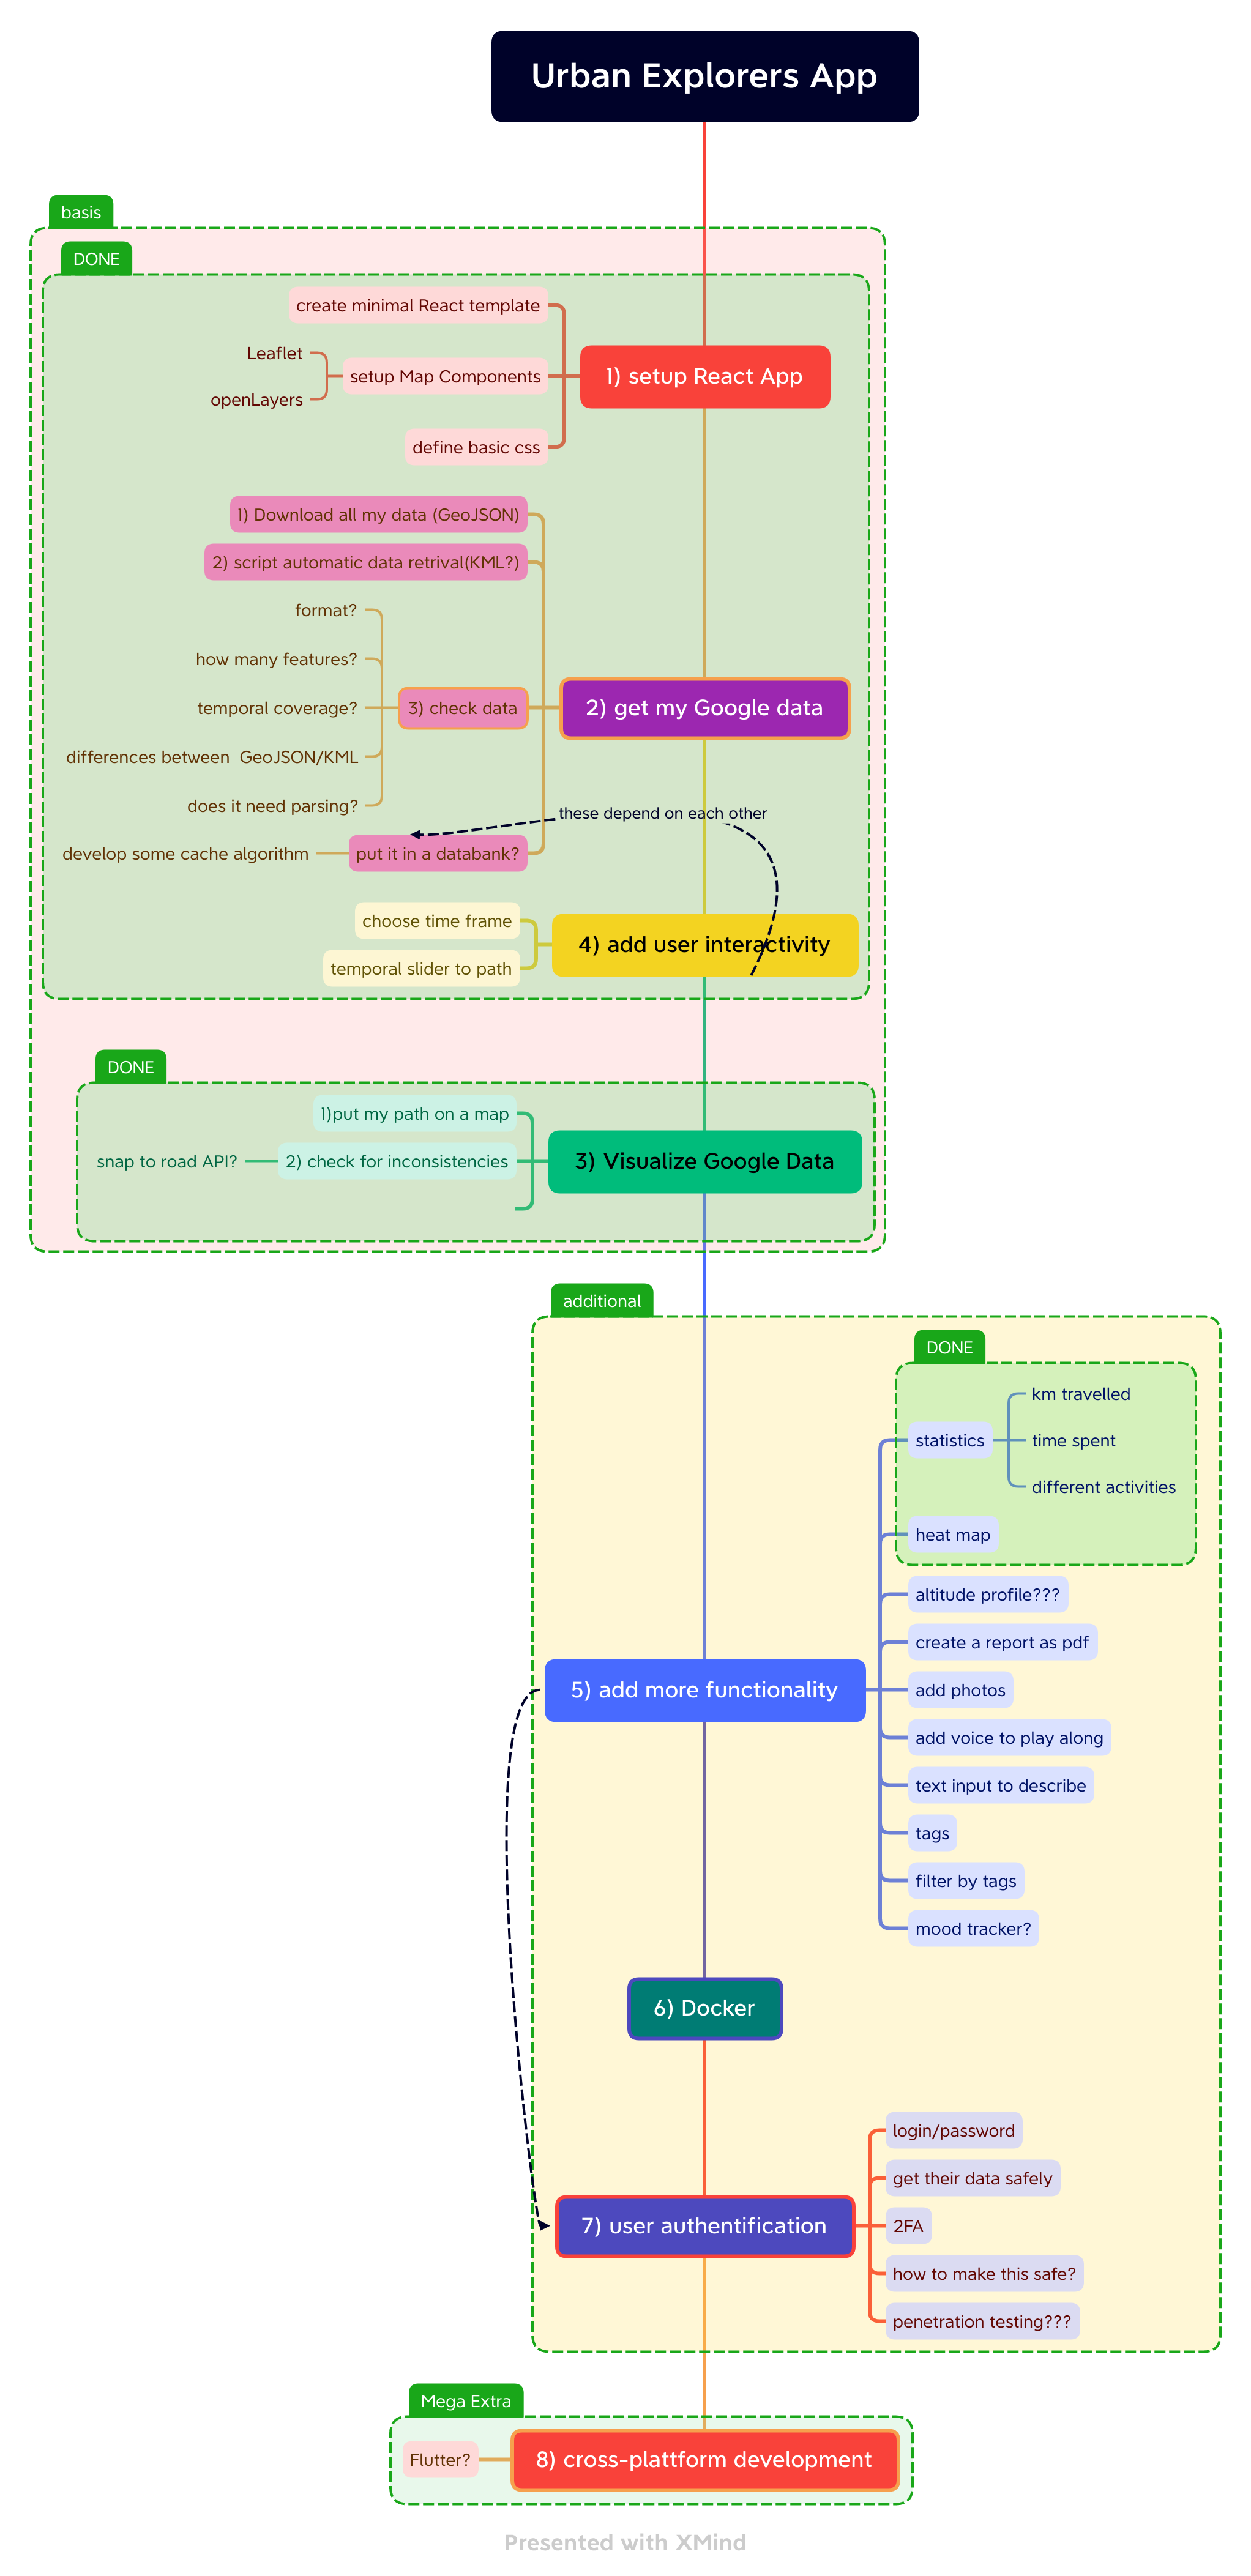 Urban Explorers App
basis
DONE
create minimal React template
Leaflet
setup Map Components
openLayers
define basic css
1) setup React App
1) Download all my data (GeoJSON)
2) script automatic data retrival(KML?)
format?
how many features?
temporal coverage?
3) check data
differences between  GeoJSON/KML
does it need parsing?
develop some cache algorithm
put it in a databank?
2) get my Google data
these depend on each other
choose time frame
temporal slider to path
4) add user interactivity
DONE
1)put my path on a map
snap to road API?
2) check for inconsistencies
3) Visualize Google Data
additional
DONE
km travelled
statistics
time spent
different activities
heat map
altitude profile???
create a report as pdf
5) add more functionality
add photos
add voice to play along
text input to describe
tags
filter by tags
mood tracker?
6) Docker
login/password
get their data safely
7) user authentification
2FA
how to make this safe?
penetration testing???
Mega Extra
Flutter?
8) cross-plattform development
Presented with XMind